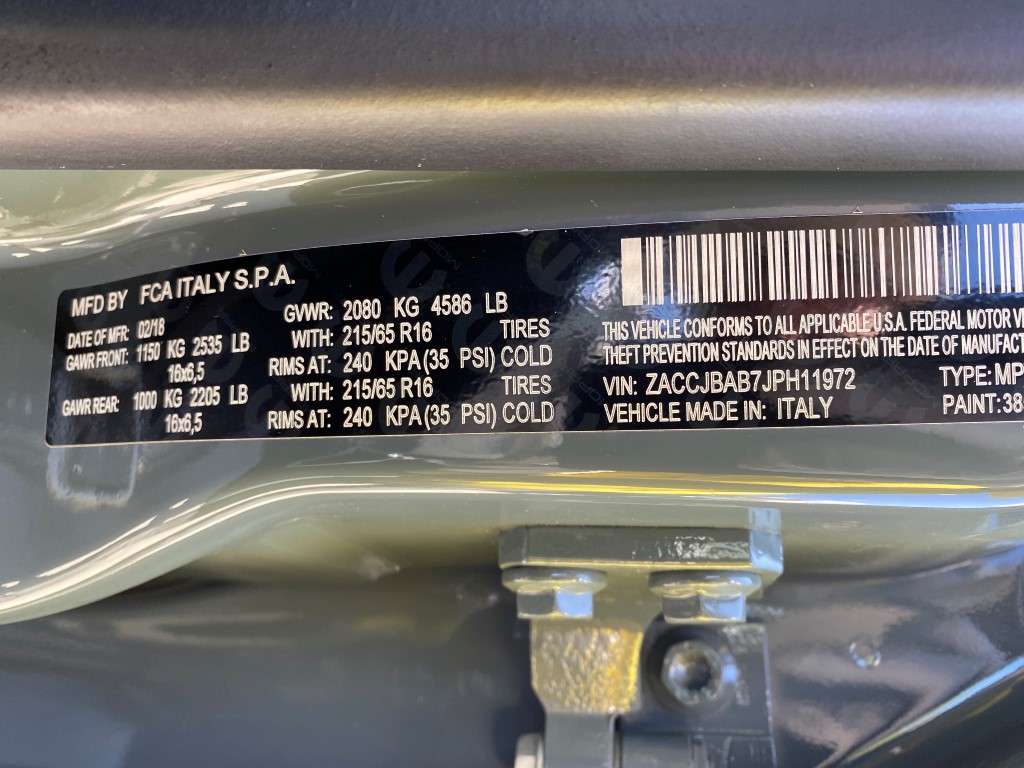 MFD BY FCA ITALY S.P.A.
DATE OF MFR: 02/18 GVWR: 2080 KG 4586 LB
GAWR FRONT: 1150 KG 2535 LB WITH: 215/65 R16 TIRES
16x6,5 RIMS AT: 240 KPA(35 PSI) COLD
GAWR REAR: 1000 KG 2205 LB WITH: 215/65 R16 TIRES
16x6,5 RIMS AT: 240 KPA(35 PSI) COLD
THIS VEHICLE CONFORMS TO ALL APPLICABLE U.S.A. FEDERAL MOTOR
THEFT PREVENTION STANDARDS IN EFFECT ON THE DATE OF MANUFACT
VIN: ZACCJBAB7JPH11972 TYPE: MP
VEHICLE MADE IN: ITALY PAINT: 38